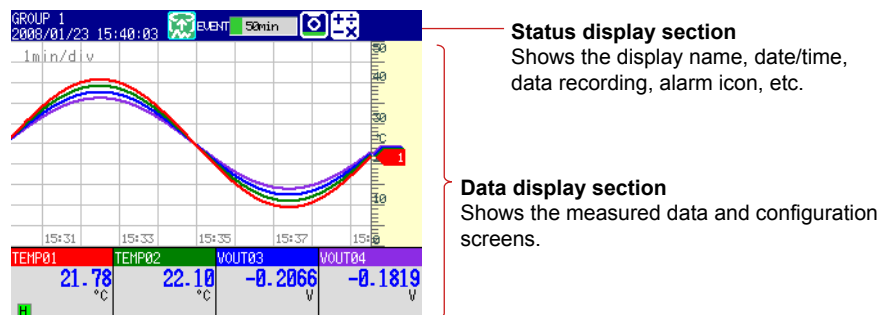 GROUP 1
2008/01/23 15:40:03
EVENT 50min
1min/div
50
40
30
°C
10
0
1
15:31 15:33 15:35 15:37
TEMP01 TEMP02 VOUT03 VOUT04
21.78 22.10 -0.2066 -0.1819
°C °C V V
H
Status display section
Shows the display name, date/time,
data recording, alarm icon, etc.
Data display section
Shows the measured data and configuration
screens.